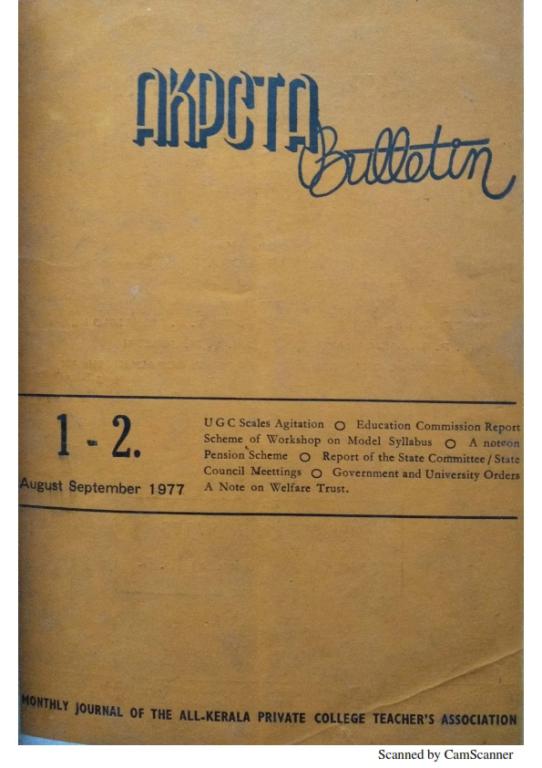 AKPCTA
Bulletin
1 - 2.
August September 1977
UGC Scales Agitation O Education Commission Report
Scheme of Workshop on Model Syllabus O A noteon
Pension Scheme O Report of the State Committee / State
Council Meetings O Government and University Orders
A Note on Welfare Trust.
MONTHLY JOURNAL OF THE ALL-KERALA PRIVATE COLLEGE TEACHER'S ASSOCIATION
Scanned by CamScanner